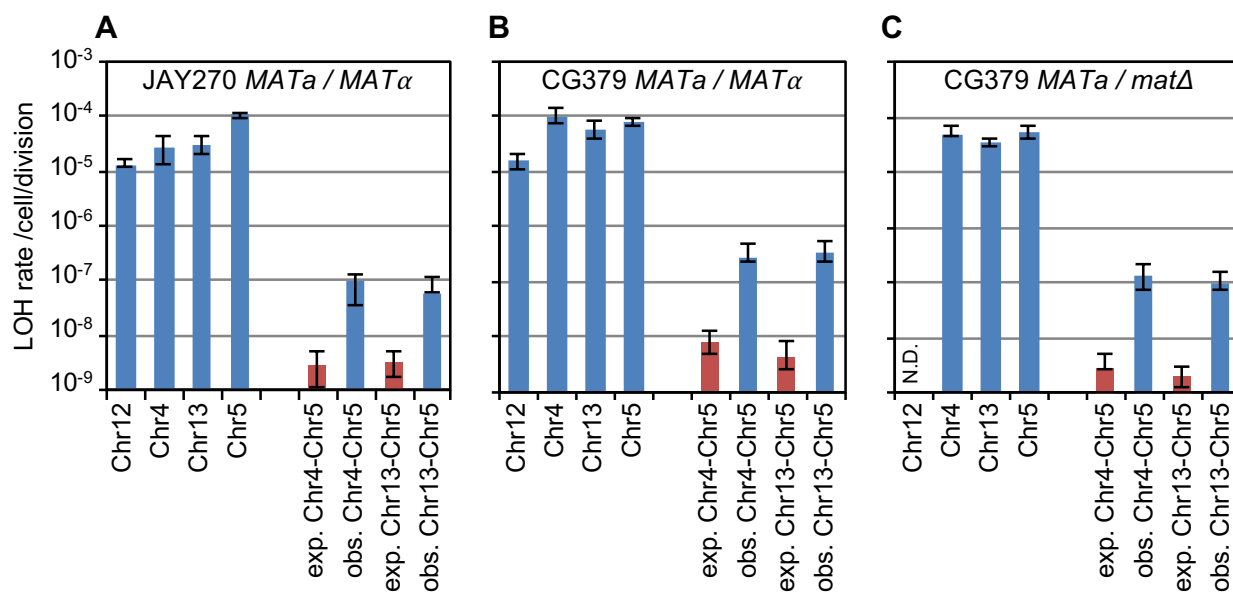 A
B
C
LOH rate /cell/division
10-3
10-4
10-5
10-6
10-7
10-8
10-9
JAY270 MATa / MATα
Chr12
Chr4
Chr13
Chr5
exp. Chr4-Chr5
obs. Chr4-Chr5
exp. Chr13-Chr5
obs. Chr13-Chr5
CG379 MATa / MATα
Chr12
Chr4
Chr13
Chr5
exp. Chr4-Chr5
obs. Chr4-Chr5
exp. Chr13-Chr5
obs. Chr13-Chr5
CG379 MATa / matΔ
N.D.
Chr12
Chr4
Chr13
Chr5
exp. Chr4-Chr5
obs. Chr4-Chr5
exp. Chr13-Chr5
obs. Chr13-Chr5